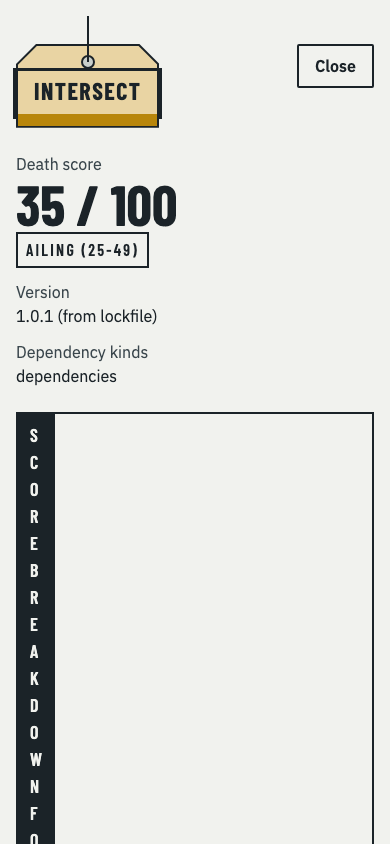 INTERSECT
Close
Death score
35 / 100
AILING (25–49)
Version
1.0.1 (from lockfile)
Dependency kinds
dependencies
S
C
O
R
E
B
R
E
A
K
D
O
W
N
F